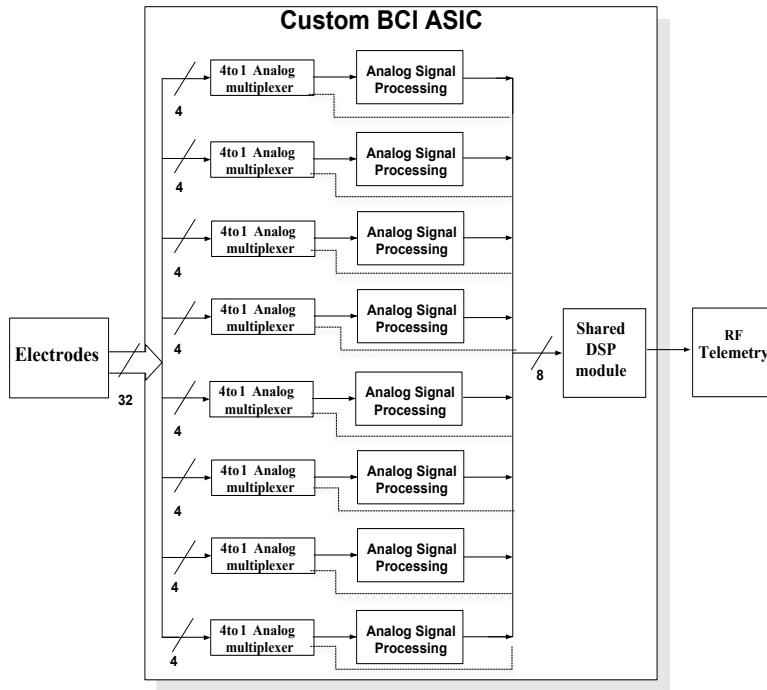 Custom BCI ASIC
4to1 Analog
multiplexer
Analog Signal
Processing
4
4to1 Analog
multiplexer
Analog Signal
Processing
4
4to1 Analog
multiplexer
Analog Signal
Processing
4
4to1 Analog
multiplexer
Analog Signal
Processing
4
Electrodes
32
Shared
DSP
module
8
RF
Telemetry
4to1 Analog
multiplexer
Analog Signal
Processing
4
4to1 Analog
multiplexer
Analog Signal
Processing
4
4to1 Analog
multiplexer
Analog Signal
Processing
4
4to1 Analog
multiplexer
Analog Signal
Processing
4